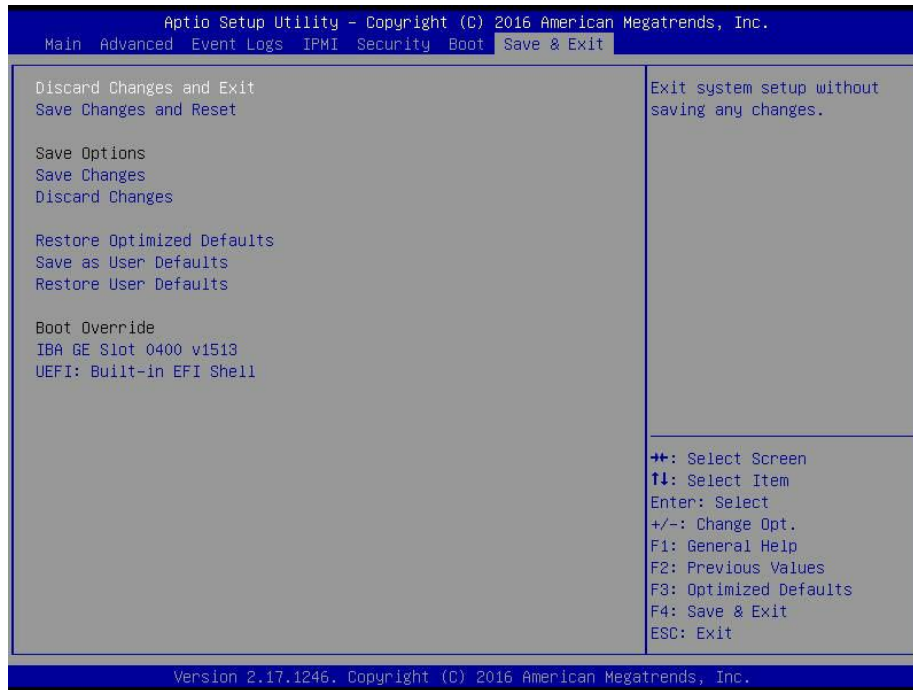 Aptio Setup Utility – Copyright (C) 2016 American Megatrends, Inc.
Main Advanced Event Logs IPMI Security Boot Save & Exit
Discard Changes and Exit
Save Changes and Reset
Save Options
Save Changes
Discard Changes
Restore Optimized Defaults
Save as User Defaults
Restore User Defaults
Boot Override
IBA GE Slot 0400 v1513
UEFI: Built-in EFI Shell
Exit system setup without
saving any changes.
→←: Select Screen
↑↓: Select Item
Enter: Select
+/-: Change Opt.
F1: General Help
F2: Previous Values
F3: Optimized Defaults
F4: Save & Exit
ESC: Exit
Version 2.17.1246. Copyright (C) 2016 American Megatrends, Inc.